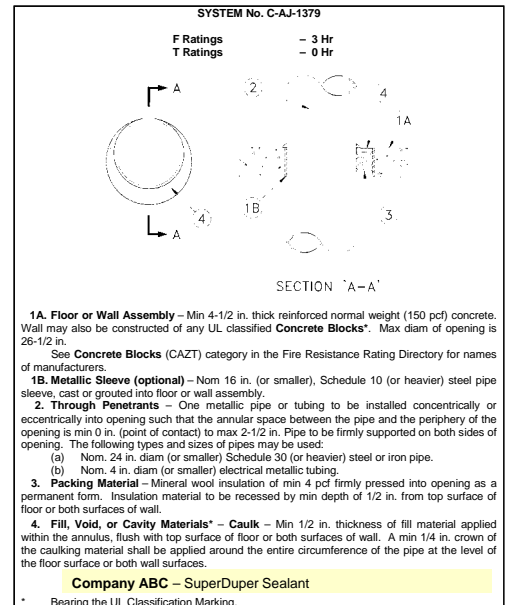 SYSTEM No. C-AJ-1379
F Ratings – 3 Hr
T Ratings – 0 Hr
A
2
4
1A
4
1B
3
A
SECTION 'A-A'
1A. Floor or Wall Assembly – Min 4-1/2 in. thick reinforced normal weight (150 pcf) concrete.
Wall may also be constructed of any UL classified Concrete Blocks*. Max diam of opening is
26-1/2 in.
See Concrete Blocks (CAZT) category in the Fire Resistance Rating Directory for names
of manufacturers.
1B. Metallic Sleeve (optional) – Nom 16 in. (or smaller), Schedule 10 (or heavier) steel pipe
sleeve, cast or grouted into floor or wall assembly.
2. Through Penetrants – One metallic pipe or tubing to be installed concentrically or
eccentrically into opening such that the annular space between the pipe and the periphery of the
opening is min 0 in. (point of contact) to max 2-1/2 in. Pipe to be firmly supported on both sides of
opening. The following types and sizes of pipes may be used:
(a) Nom. 24 in. diam (or smaller) Schedule 30 (or heavier) steel or iron pipe.
(b) Nom. 4 in. diam (or smaller) electrical metallic tubing.
3. Packing Material – Mineral wool insulation of min 4 pcf firmly pressed into opening as a
permanent form. Insulation material to be recessed by min depth of 1/2 in. from top surface of
floor or both surfaces of wall.
4. Fill, Void, or Cavity Materials* – Caulk – Min 1/2 in. thickness of fill material applied
within the annulus, flush with top surface of floor or both surfaces of wall. A min 1/4 in. crown of
the caulking material shall be applied around the entire circumference of the pipe at the level of
the floor surface or both wall surfaces.
Company ABC – SuperDuper Sealant
* Bearing the UL Classification Marking.